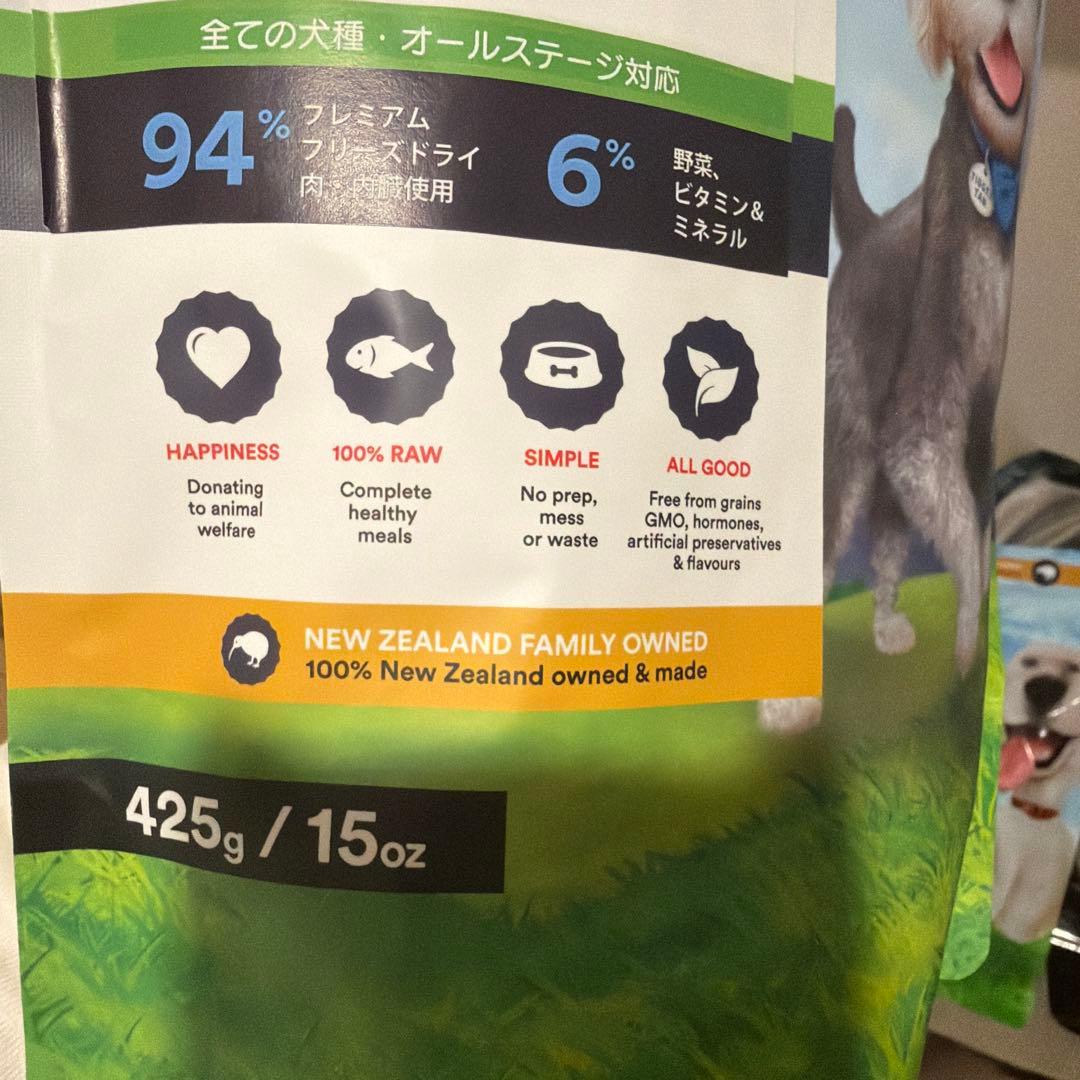 全ての犬種・オールステージ対応
94%
プレミアム
フリーズドライ
肉・内臓使用
6%
野菜、
ビタミン&
ミネラル
HAPPINESS
Donating
to animal
welfare
100% RAW
Complete
healthy
meals
SIMPLE
No prep,
mess
or waste
ALL GOOD
Free from grains
GMO, hormones,
artificial preservatives
& flavours
NEW ZEALAND FAMILY OWNED
100% New Zealand owned & made
425g / 15oz